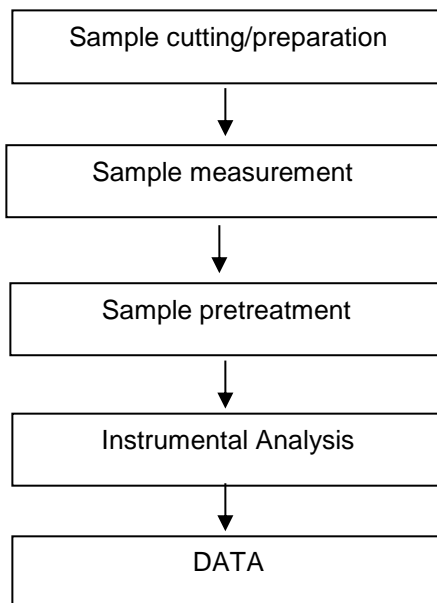 Sample cutting/preparation
Sample measurement
Sample pretreatment
Instrumental Analysis
DATA